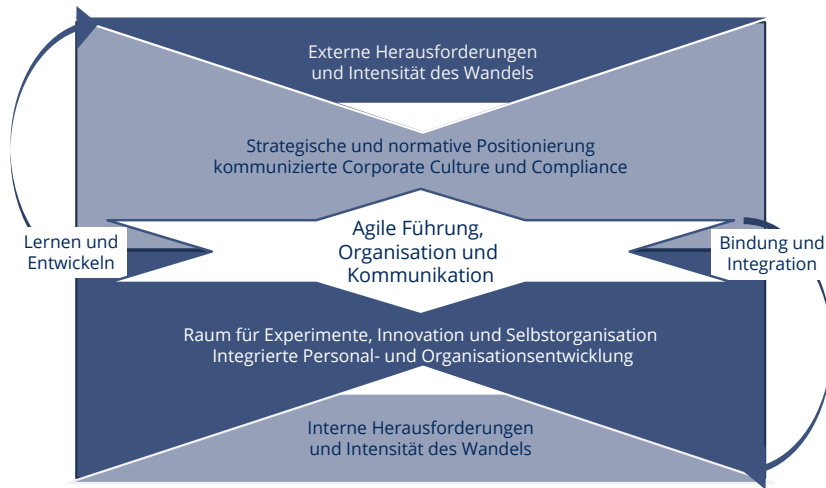 Externe Herausforderungen
und Intensität des Wandels
Strategische und normative Positionierung
kommunizierte Corporate Culture und Compliance
Agile Führung,
Organisation und
Kommunikation
Lernen und
Entwickeln
Bindung und
Integration
Raum für Experimente, Innovation und Selbstorganisation
Integrierte Personal- und Organisationsentwicklung
Interne Herausforderungen
und Intensität des Wandels